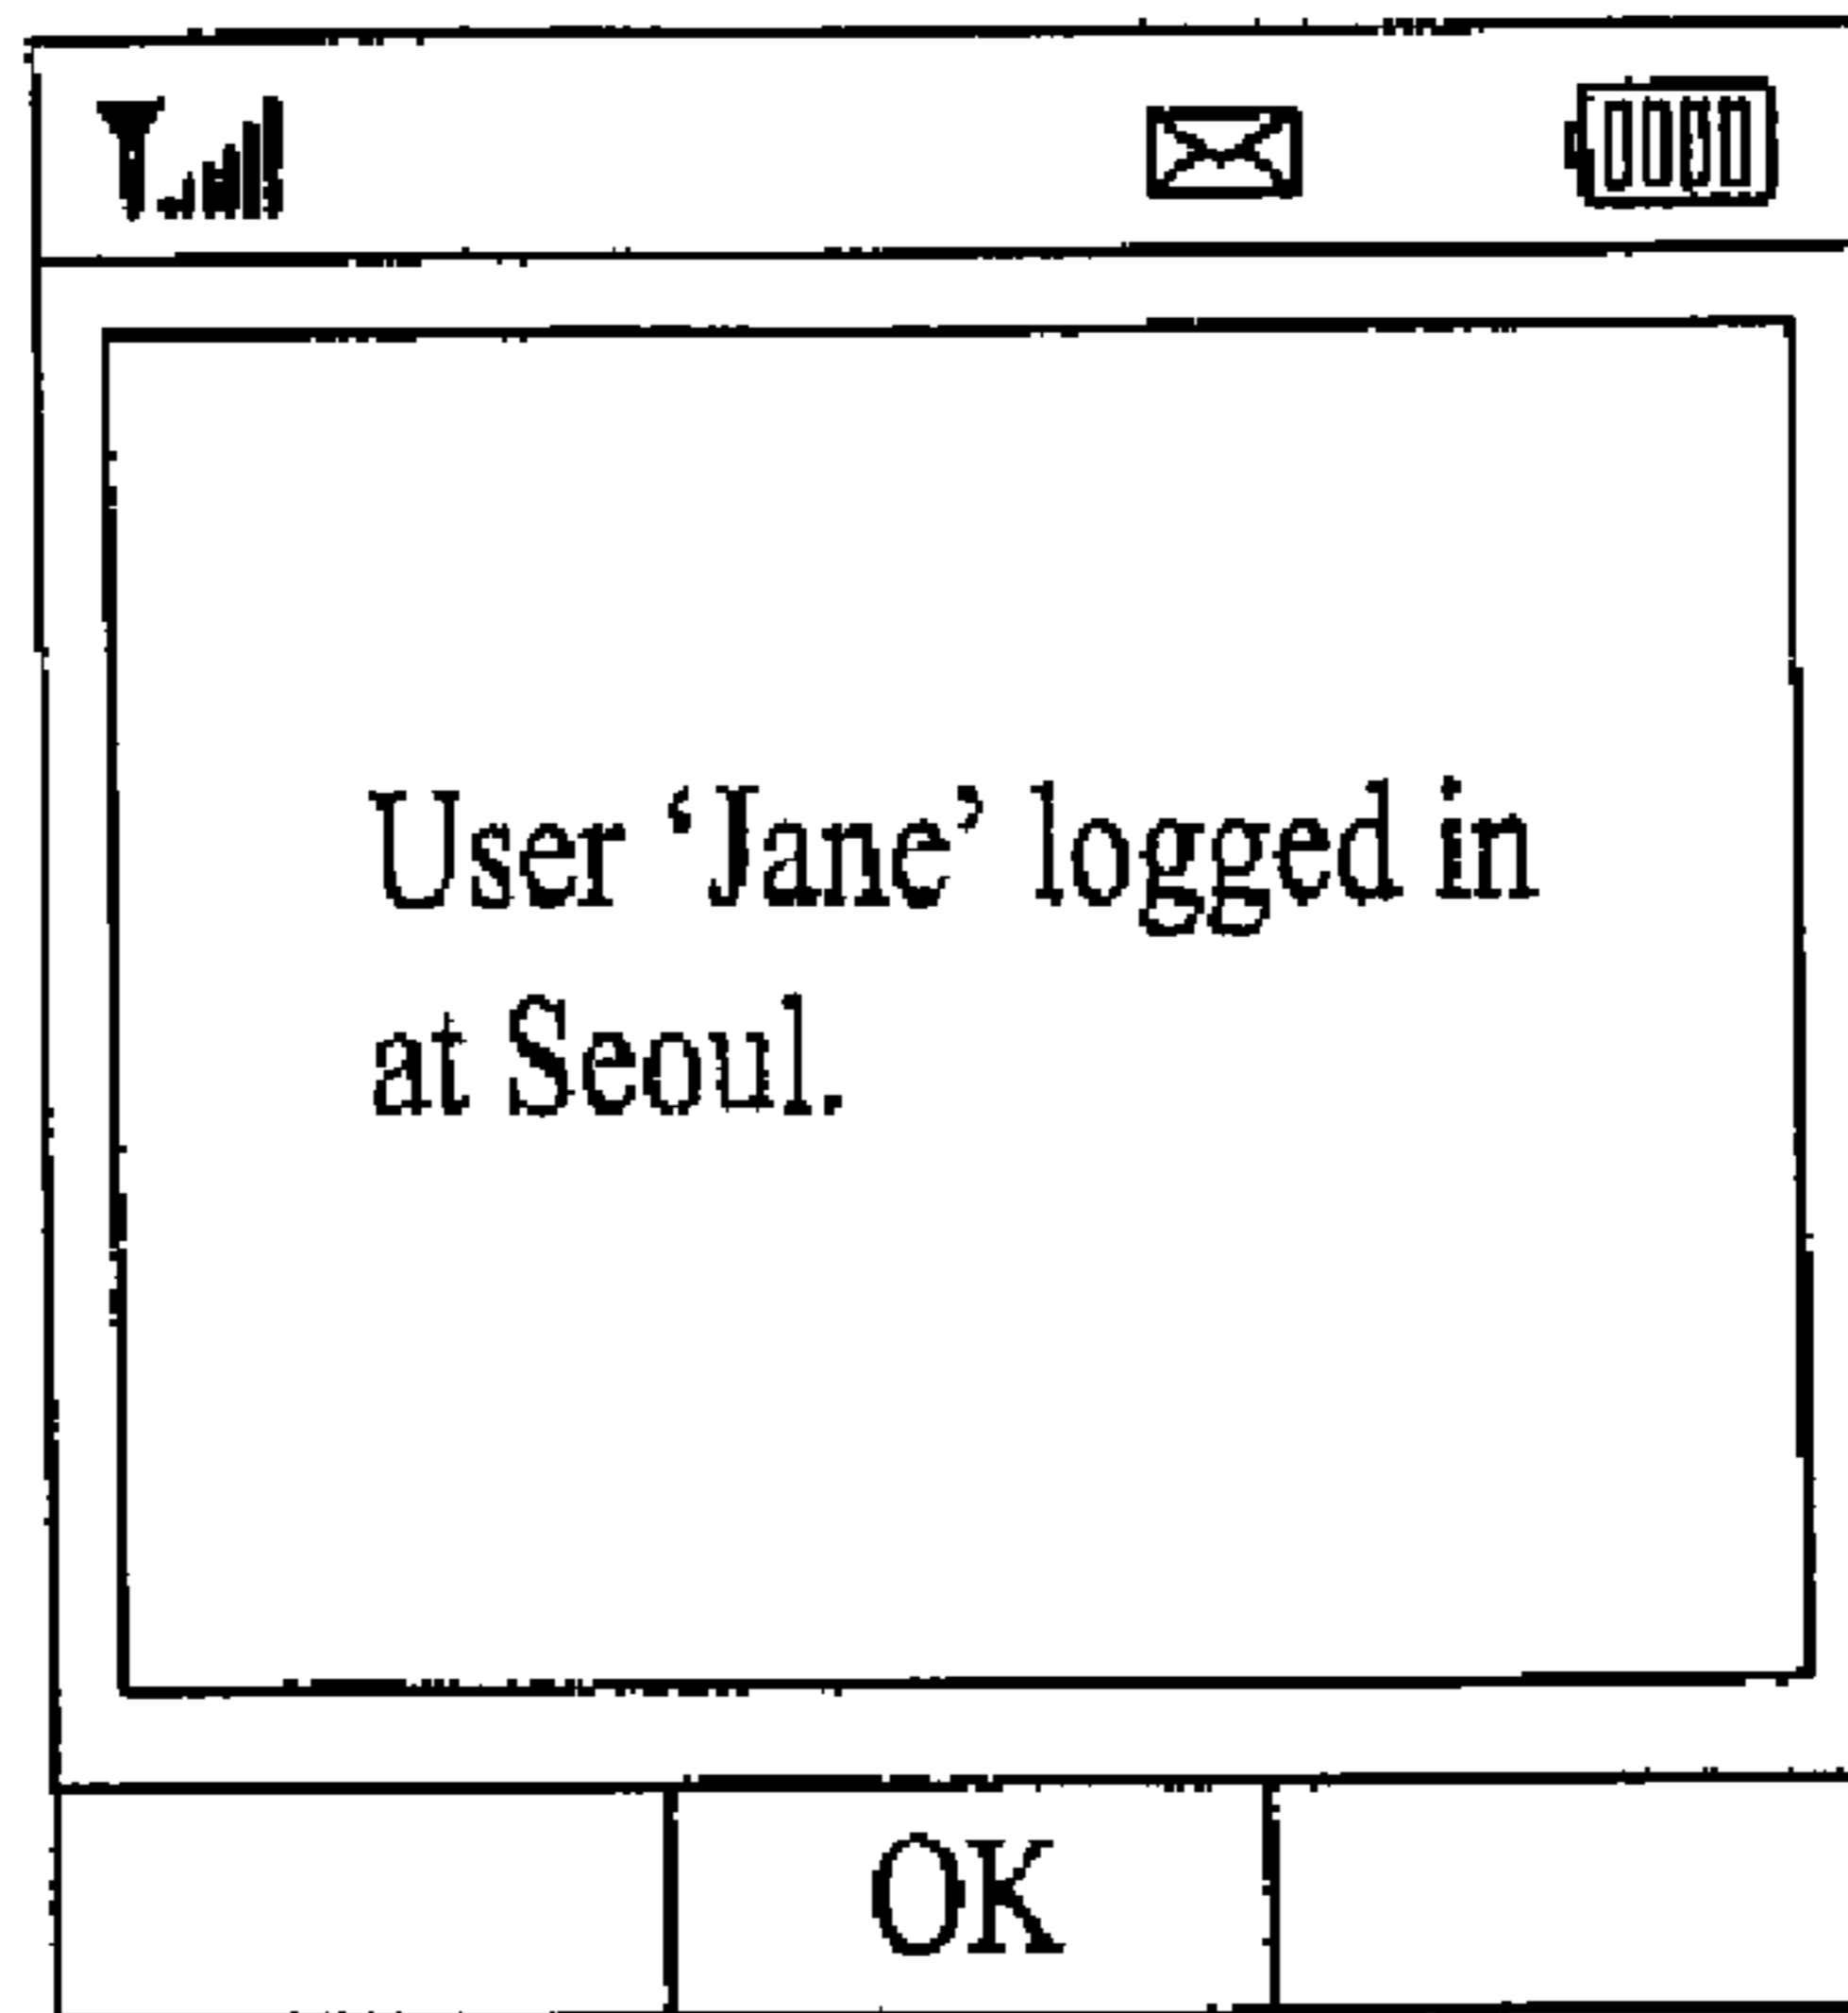 User ‘Jane’ logged in
at Seoul.
OK